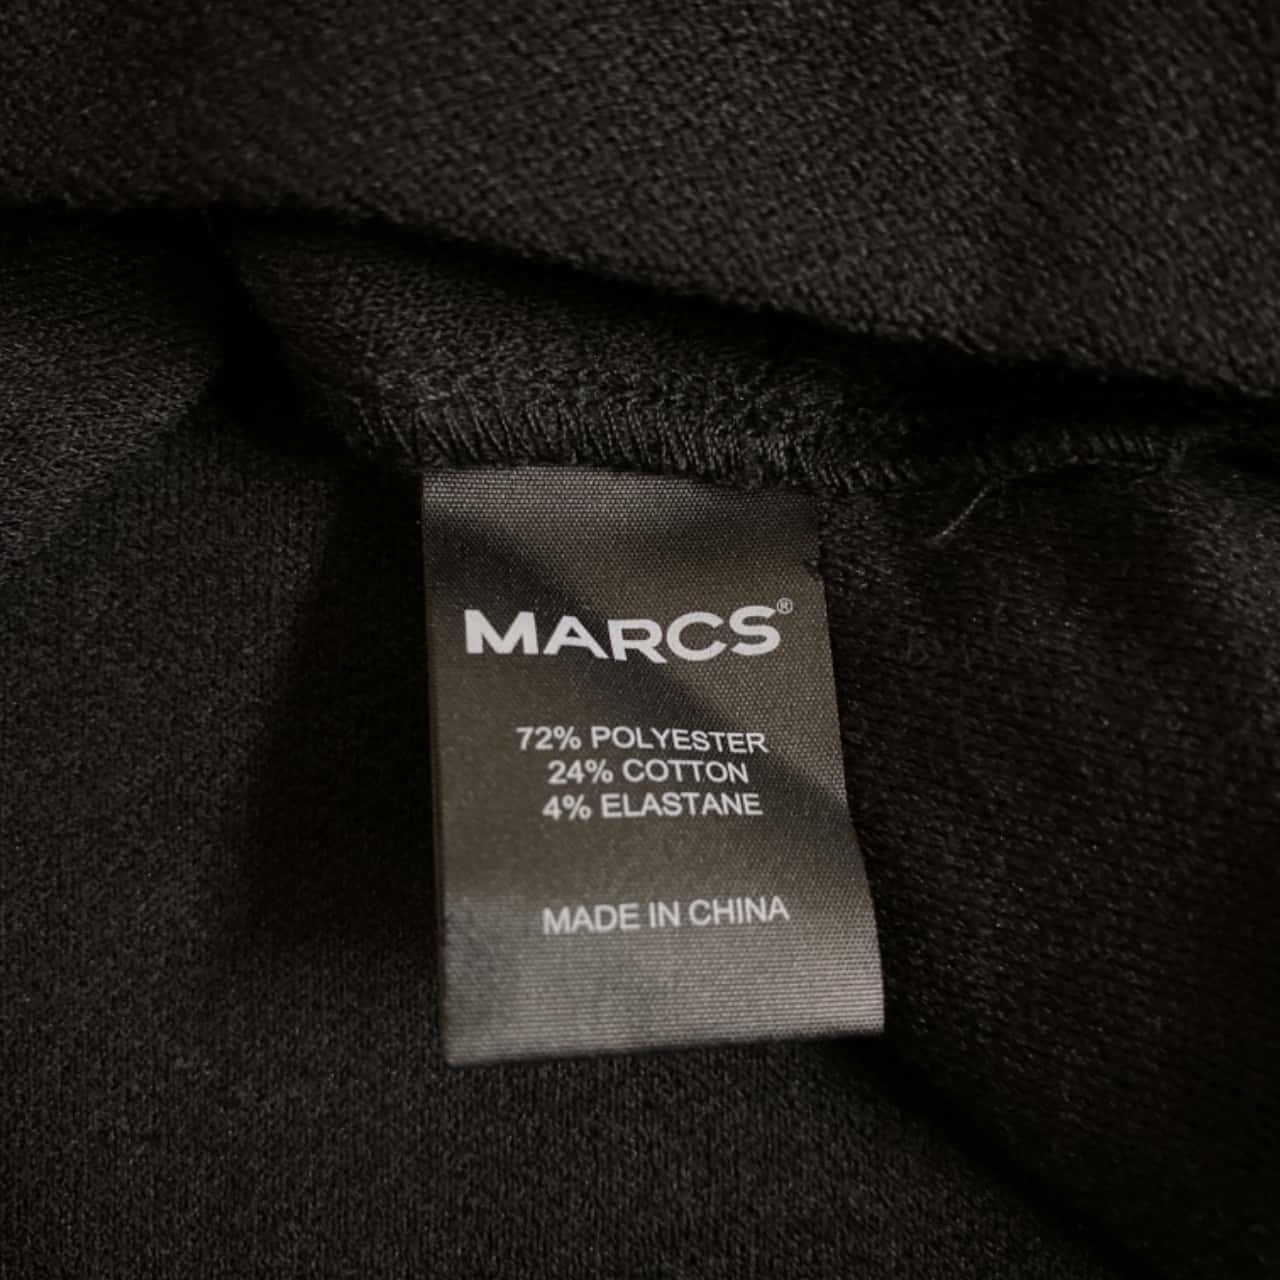 MARCS®
72% POLYESTER
24% COTTON
4% ELASTANE
MADE IN CHINA